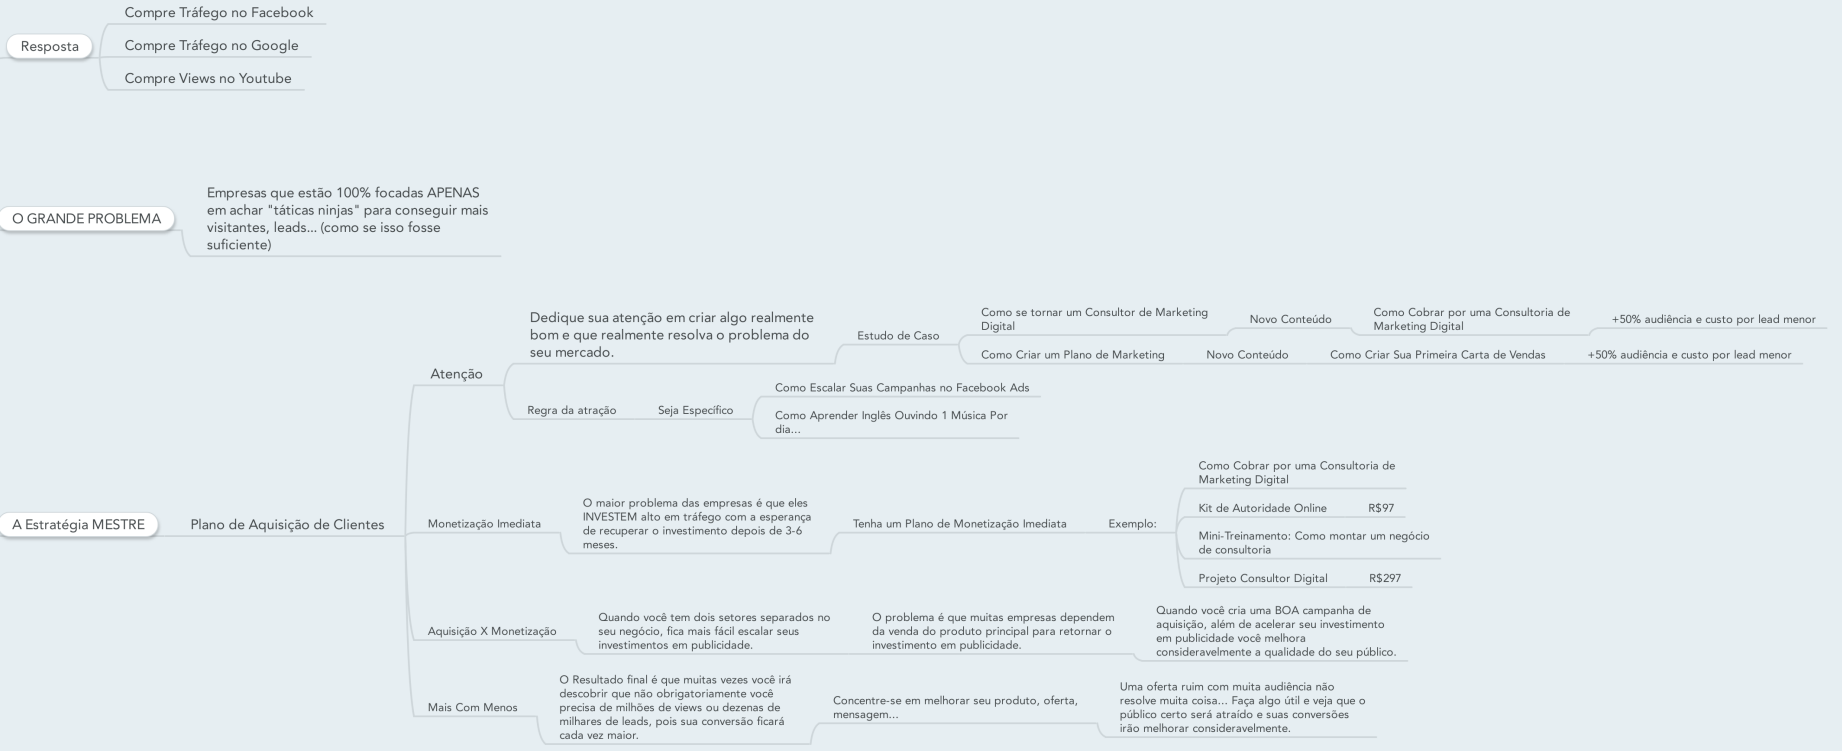 Resposta
Compre Tráfego no Facebook
Compre Tráfego no Google
Compre Views no Youtube
O GRANDE PROBLEMA
Empresas que estão 100% focadas APENAS
em achar "táticas ninjas" para conseguir mais
visitantes, leads... (como se isso fosse
suficiente)
A Estratégia MESTRE
Plano de Aquisição de Clientes
Atenção
Dedique sua atenção em criar algo realmente
bom e que realmente resolva o problema do
seu mercado.
Estudo de Caso
Como se tornar um Consultor de Marketing
Digital
Novo Conteúdo
Como Cobrar por uma Consultoria de
Marketing Digital
+50% audiência e custo por lead menor
Como Criar um Plano de Marketing
Novo Conteúdo
Como Criar Sua Primeira Carta de Vendas
+50% audiência e custo por lead menor
Regra da atração
Seja Específico
Como Escalar Suas Campanhas no Facebook Ads
Como Aprender Inglês Ouvindo 1 Música Por
dia...
Monetização Imediata
O maior problema das empresas é que eles
INVESTEM alto em tráfego com a esperança
de recuperar o investimento depois de 3-6
meses.
Tenha um Plano de Monetização Imediata
Exemplo:
Como Cobrar por uma Consultoria de
Marketing Digital
Kit de Autoridade Online
R$97
Mini-Treinamento: Como montar um negócio
de consultoria
Projeto Consultor Digital
R$297
Aquisição X Monetização
Quando você tem dois setores separados no
seu negócio, fica mais fácil escalar seus
investimentos em publicidade.
O problema é que muitas empresas dependem
da venda do produto principal para retornar o
investimento em publicidade.
Quando você cria uma BOA campanha de
aquisição, além de acelerar seu investimento
em publicidade você melhora
consideravelmente a qualidade do seu público.
Mais Com Menos
O Resultado final é que muitas vezes você irá
descobrir que não obrigatoriamente você
precisa de milhões de views ou dezenas de
milhares de leads, pois sua conversão ficará
cada vez maior.
Concentre-se em melhorar seu produto, oferta,
mensagem...
Uma oferta ruim com muita audiência não
resolve muita coisa... Faça algo útil e veja que o
público certo será atraído e suas conversões
irão melhorar consideravelmente.